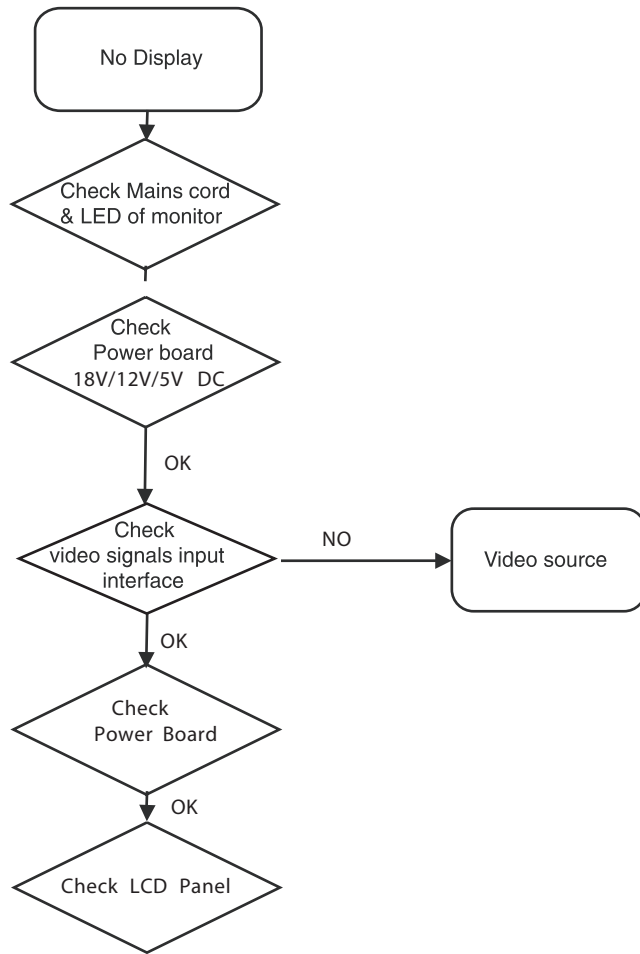 No Display
Check Mains cord
& LED of monitor
Check
Power board
18V/12V/5V DC
OK
Check
video signals input
interface
NO
Video source
OK
Check
Power Board
OK
Check LCD Panel